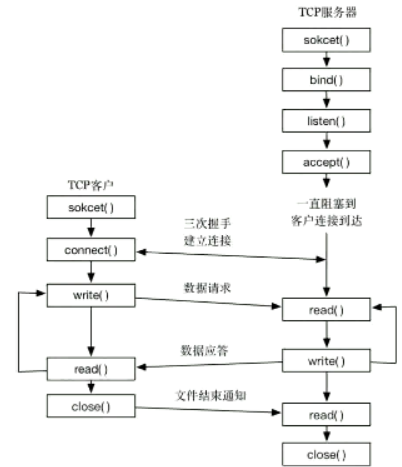 TCP服务器
sokcet( )
bind( )
listen( )
accept( )
一直阻塞到
客户连接到达
TCP客户
sokcet( )
三次握手
建立连接
connect( )
write( )
数据请求
read( )
数据应答
write( )
read( )
close( )
文件结束通知
read( )
close( )